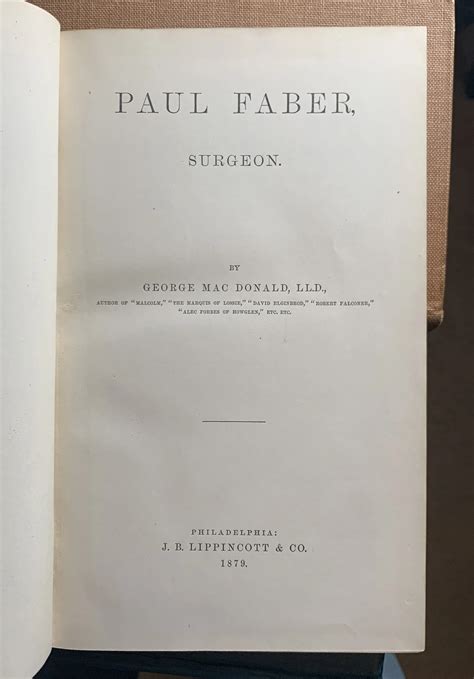 PAUL FABER,
SURGEON.
BY
GEORGE MAC DONALD, LL.D.,
AUTHOR OF "MALCOLM," "THE MARQUIS OF LOSSIE," "DAVID ELGINBROD," "ROBERT FALCONER,"
"ALEC FORBES OF HOWGLEN," ETC. ETC.
PHILADELPHIA:
J. B. LIPPINCOTT & CO.
1879.